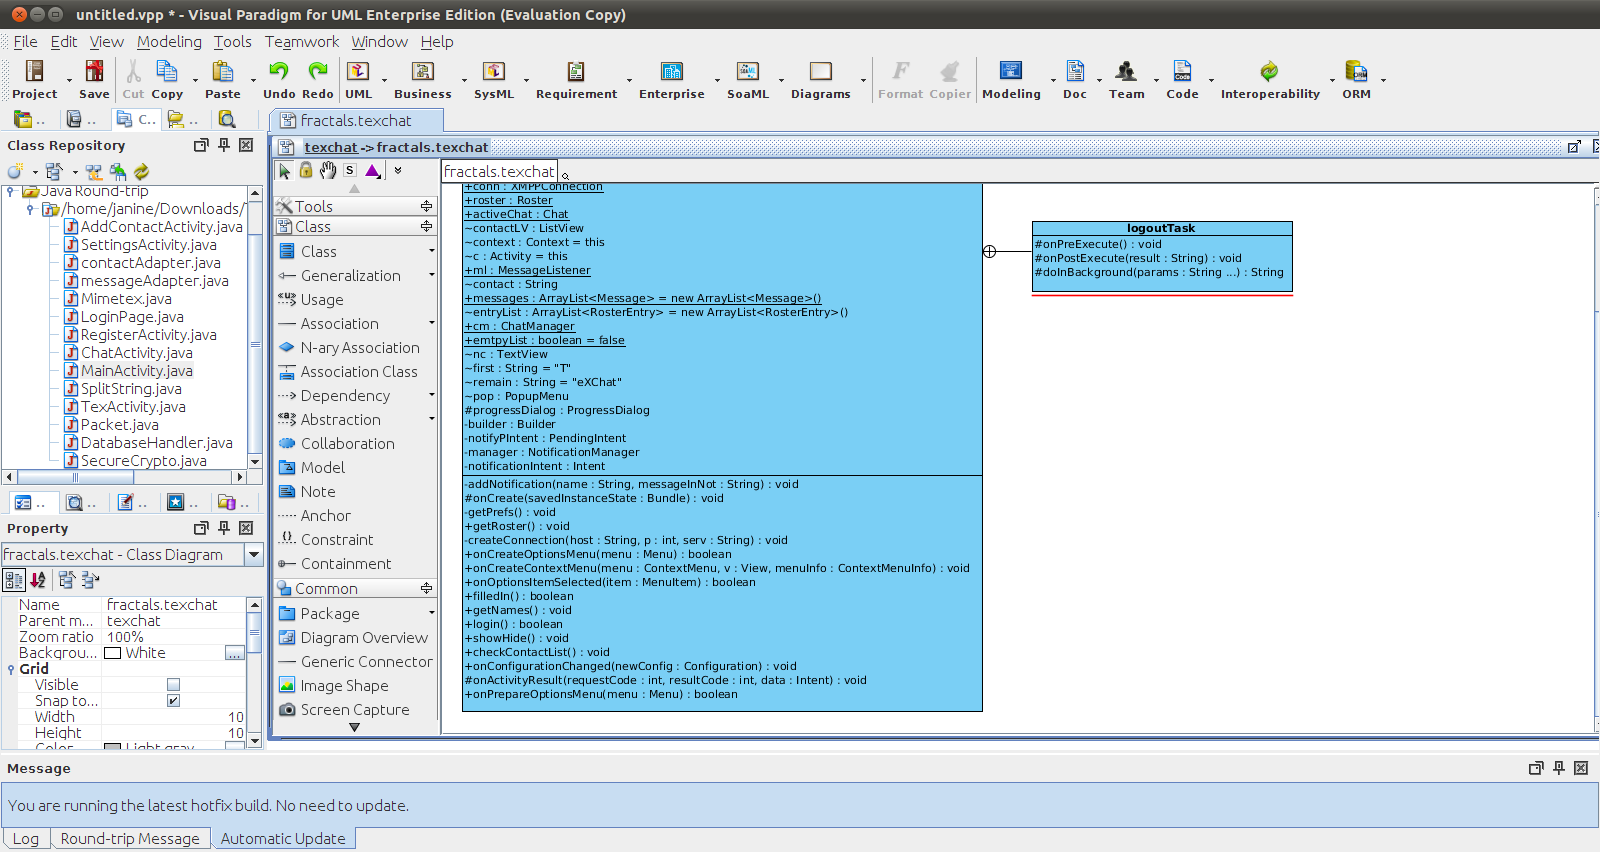 untitled.vpp * - Visual Paradigm for UML Enterprise Edition (Evaluation Copy)
File Edit View Modeling Tools Teamwork Window Help
Project Save Cut Copy Paste Undo Redo UML Business SysML Requirement Enterprise SoaML Diagrams Format Copier Modeling Doc Team Code Interoperability ORM
.. .. C.. ..
fractals.texchat
Class Repository
texchat->fractals.texchat
S
fractals.texchat
Java Round-trip
/home/janine/Downloads/
AddContactActivity.java
SettingsActivity.java
contactAdapter.java
messageAdapter.java
Mimetex.java
LoginPage.java
RegisterActivity.java
ChatActivity.java
MainActivity.java
SplitString.java
TexActivity.java
Packet.java
DatabaseHandler.java
SecureCrypto.java
Property
fractals.texchat - Class Diagram
Name fractals.texchat
Parent m... texchat
Zoom ratio 100%
Backgrou... White ...
Grid
Visible
Snap to...
Width 10
Height 10
Color Light gray
Tools
Class
Class
Generalization
Usage
Association
N-ary Association
Association Class
Dependency
Abstraction
Collaboration
Model
Note
Anchor
Constraint
Containment
Common
Package
Diagram Overview
Generic Connector
Image Shape
Screen Capture
+conn : XMPPConnection
+roster : Roster
+activeChat : Chat
~contactLV : ListView
~context : Context = this
~c : Activity = this
+ml : MessageListener
~contact : String
+messages : ArrayList<Message> = new ArrayList<Message>()
~entryList : ArrayList<RosterEntry> = new ArrayList<RosterEntry>()
+cm : ChatManager
+emtpyList : boolean = false
~nc : TextView
~first : String = "T"
~remain : String = "eXChat"
~pop : PopupMenu
#progressDialog : ProgressDialog
-builder : Builder
-notifyPIntent : PendingIntent
-manager : NotificationManager
-notificationIntent : Intent
-addNotification(name : String, messageInNot : String) : void
#onCreate(savedInstanceState : Bundle) : void
-getPrefs() : void
+getRoster() : void
-createConnection(host : String, p : int, serv : String) : void
+onCreateOptionsMenu(menu : Menu) : boolean
+onCreateContextMenu(menu : ContextMenu, v : View, menuInfo : ContextMenuInfo) : void
+onOptionsItemSelected(item : MenuItem) : boolean
+filledIn() : boolean
+getNames() : void
+login() : boolean
+showHide() : void
+checkContactList() : void
+onConfigurationChanged(newConfig : Configuration) : void
#onActivityResult(requestCode : int, resultCode : int, data : Intent) : void
+onPrepareOptionsMenu(menu : Menu) : boolean
logoutTask
#onPreExecute() : void
#onPostExecute(result : String) : void
#doInBackground(params : String ...) : String
Message
You are running the latest hotfix build. No need to update.
Log Round-trip Message Automatic Update